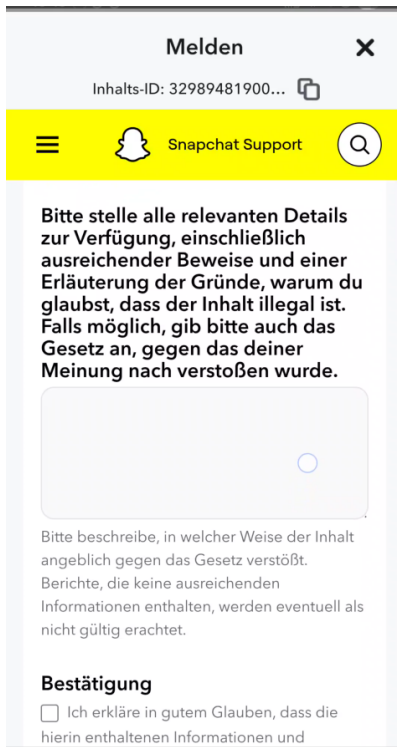 Melden
Inhalts-ID: 32989481900...
Snapchat Support
Bitte stelle alle relevanten Details
zur Verfügung, einschließlich
ausreichender Beweise und einer
Erläuterung der Gründe, warum du
glaubst, dass der Inhalt illegal ist.
Falls möglich, gib bitte auch das
Gesetz an, gegen das deiner
Meinung nach verstoßen wurde.
Bitte beschreibe, in welcher Weise der Inhalt
angeblich gegen das Gesetz verstößt.
Berichte, die keine ausreichenden
Informationen enthalten, werden eventuell als
nicht gültig erachtet.
Bestätigung
Ich erkläre in gutem Glauben, dass die
hierin enthaltenen Informationen und